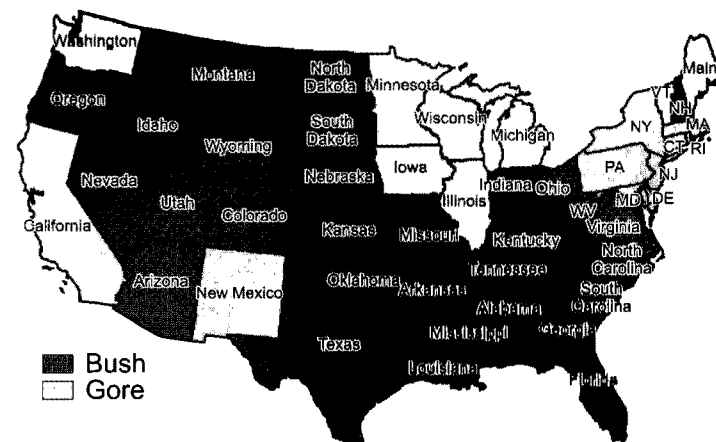 Washington
Montana
North
Dakota
Minnesota
Main
VT
NH
Oregon
Idaho
South
Dakota
Wisconsin
Michigan
NY
MA
CT
RI
Wyoming
Nebraska
Iowa
Illinois
Indiana
Ohio
PA
NJ
MD
DE
Nevada
Utah
Colorado
Kansas
Missouri
Kentucky
WV
Virginia
California
Arizona
New Mexico
Oklahoma
Arkansas
Tennessee
North
Carolina
South
Carolina
Texas
Mississippi
Alabama
Georgia
Louisiana
Florida
Bush
Gore